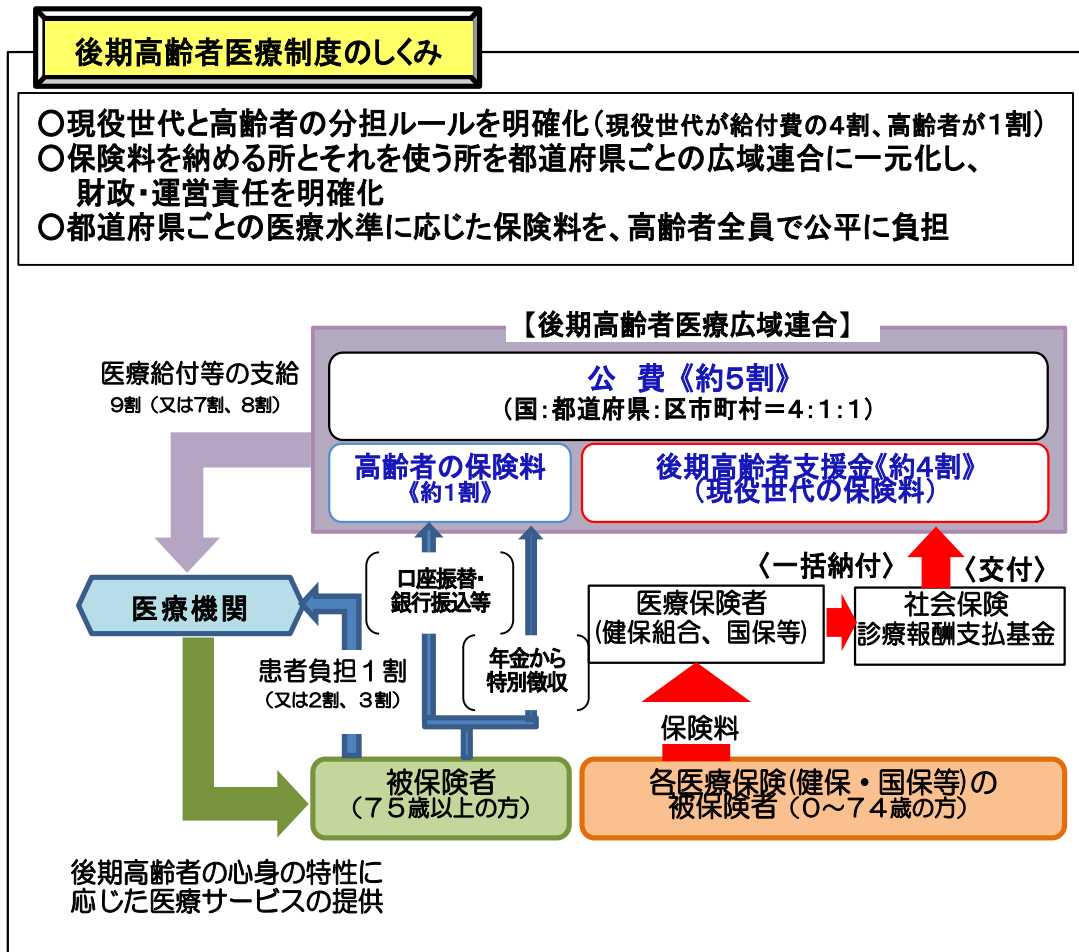 後期高齢者医療制度のしくみ
○現役世代と高齢者の分担ルールを明確化（現役世代が給付費の4割、高齢者が1割）
○保険料を納める所とそれを使う所を都道府県ごとの広域連合に一元化し、
財政・運営責任を明確化
○都道府県ごとの医療水準に応じた保険料を、高齢者全員で公平に負担
【後期高齢者医療広域連合】
医療給付等の支給
9割（又は7割、8割）
公　費《約5割》
（国：都道府県：区市町村＝4：1：1）
高齢者の保険料
《約1割》
後期高齢者支援金《約4割》
（現役世代の保険料）
医療機関
口座振替・
銀行振込等
〈一括納付〉
〈交付〉
医療保険者
(健保組合、国保等)
社会保険
診療報酬支払基金
患者負担１割
（又は2割、３割）
年金から
特別徴収
保険料
被保険者
（７５歳以上の方）
各医療保険(健保・国保等)の
被保険者（０～７４歳の方）
後期高齢者の心身の特性に
応じた医療サービスの提供